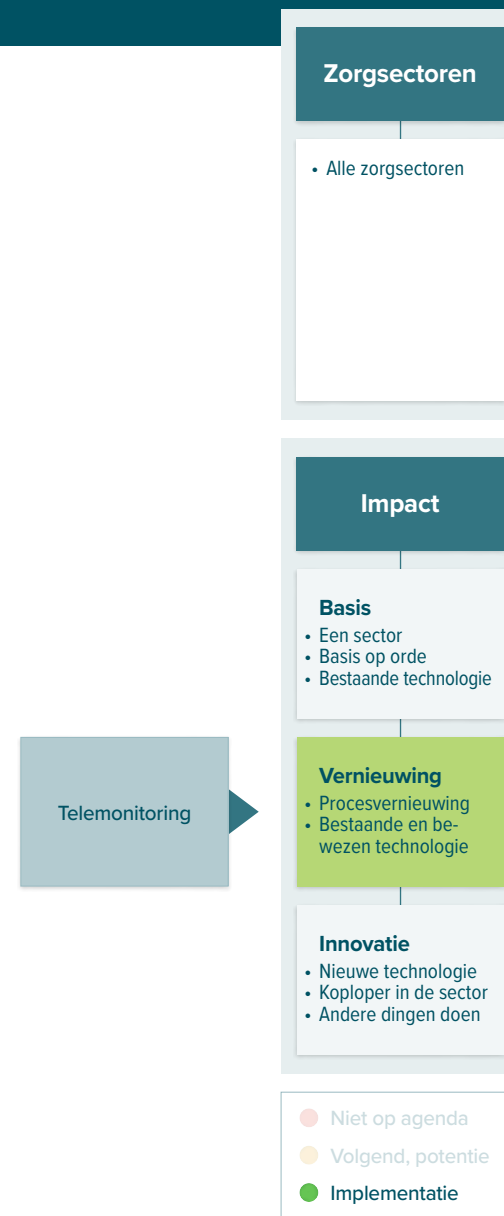 Zorgsectoren
• Alle zorgsectoren
Impact
Basis
• Een sector
• Basis op orde
• Bestaande technologie
Telemonitoring
Vernieuwing
• Procesvernieuwing
• Bestaande en be-
wezen technologie
Innovatie
• Nieuwe technologie
• Koploper in de sector
• Andere dingen doen
Niet op agenda
Volgend, potentie
Implementatie